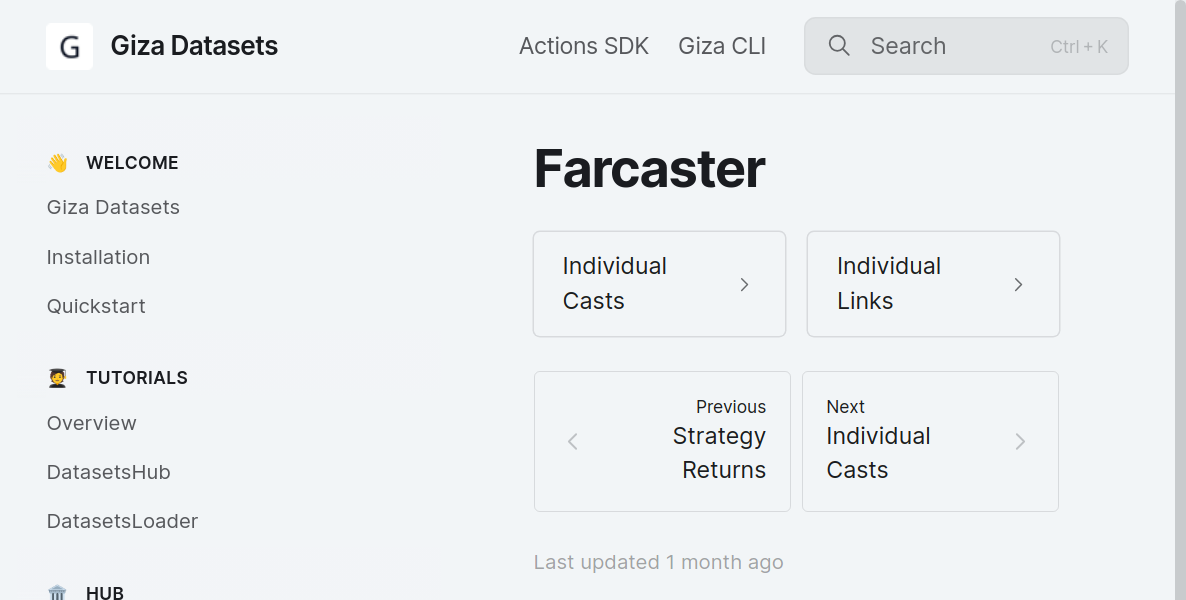 G Giza Datasets
Actions SDK
Giza CLI
Search
Ctrl + K
👋 WELCOME
Giza Datasets
Installation
Quickstart
🧑‍🎓 TUTORIALS
Overview
DatasetsHub
DatasetsLoader
🏛️ HUB
Farcaster
Individual
Casts
Individual
Links
Previous
Strategy
Returns
Next
Individual
Casts
Last updated 1 month ago